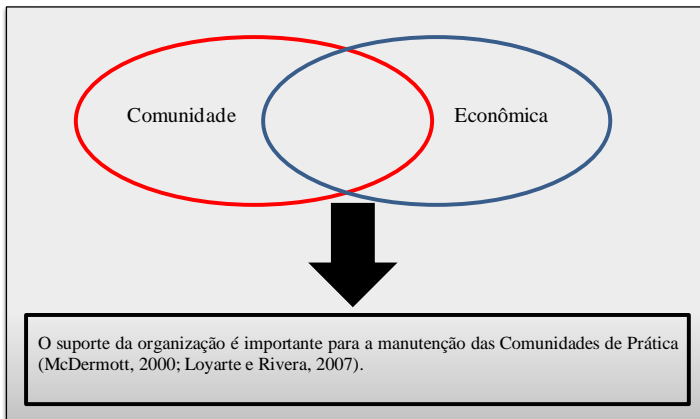 Comunidade
Econômica
O suporte da organização é importante para a manutenção das Comunidades de Prática
(McDermott, 2000; Loyarte e Rivera, 2007).